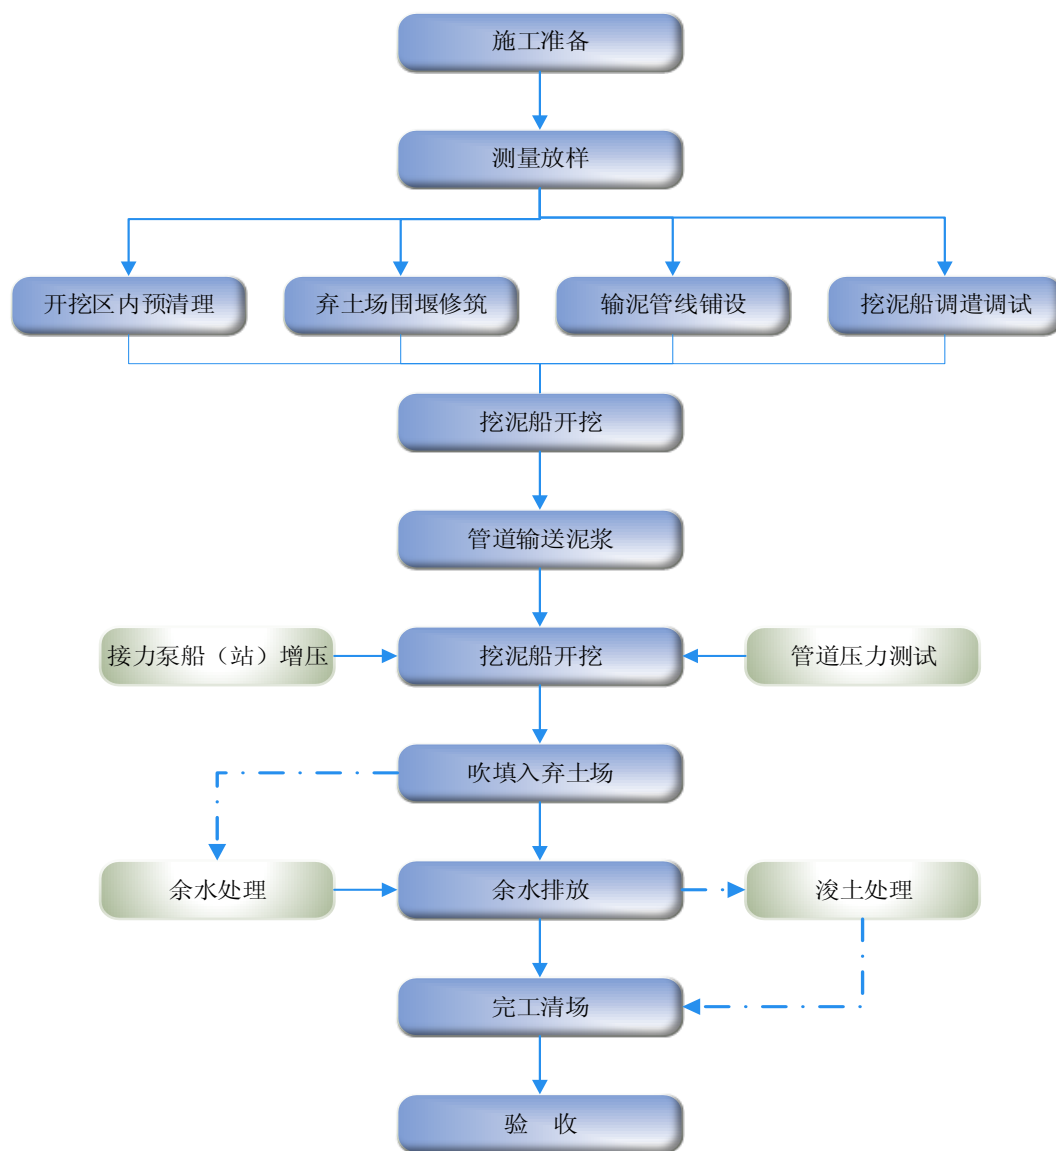 施工准备
测量放样
开挖区内预清理
弃土场围堰修筑
输泥管线铺设
挖泥船调遣调试
挖泥船开挖
管道输送泥浆
接力泵船（站）增压
挖泥船开挖
管道压力测试
吹填入弃土场
余水处理
余水排放
浚土处理
完工清场
验　收